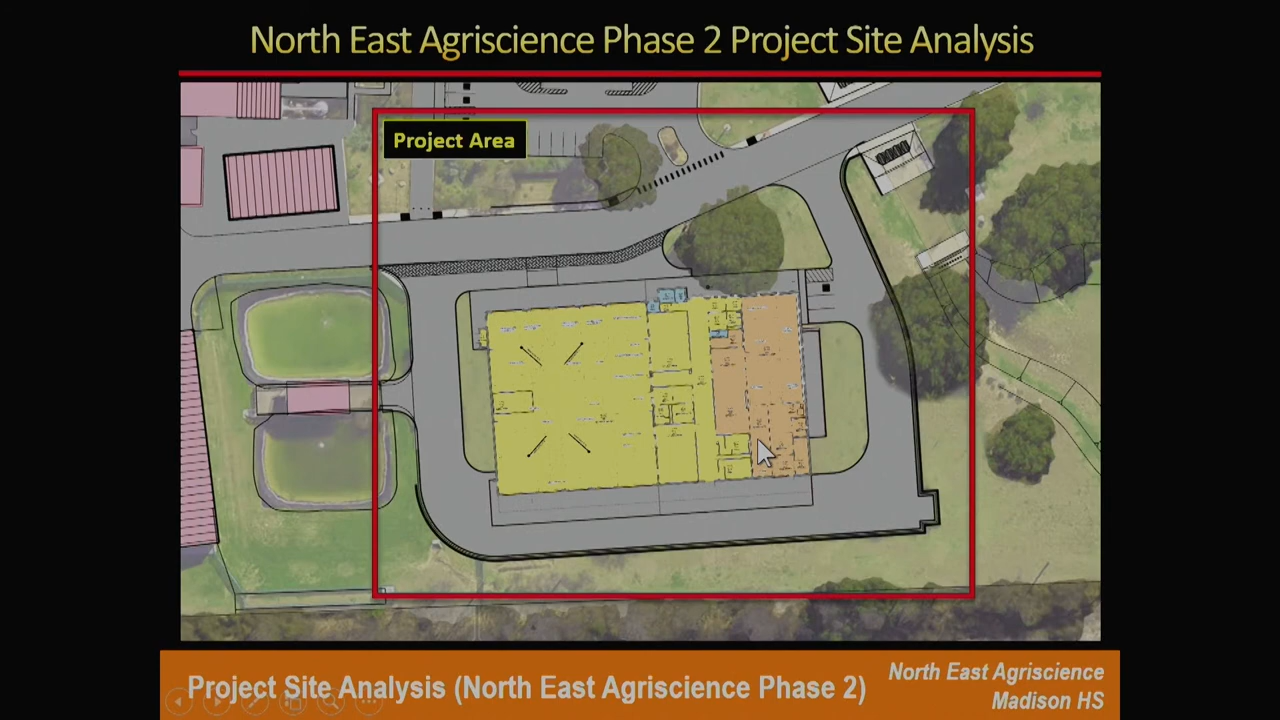 North East Agriscience Phase 2 Project Site Analysis
Project Area
Project Site Analysis (North East Agriscience Phase 2)
North East Agriscience
Madison HS